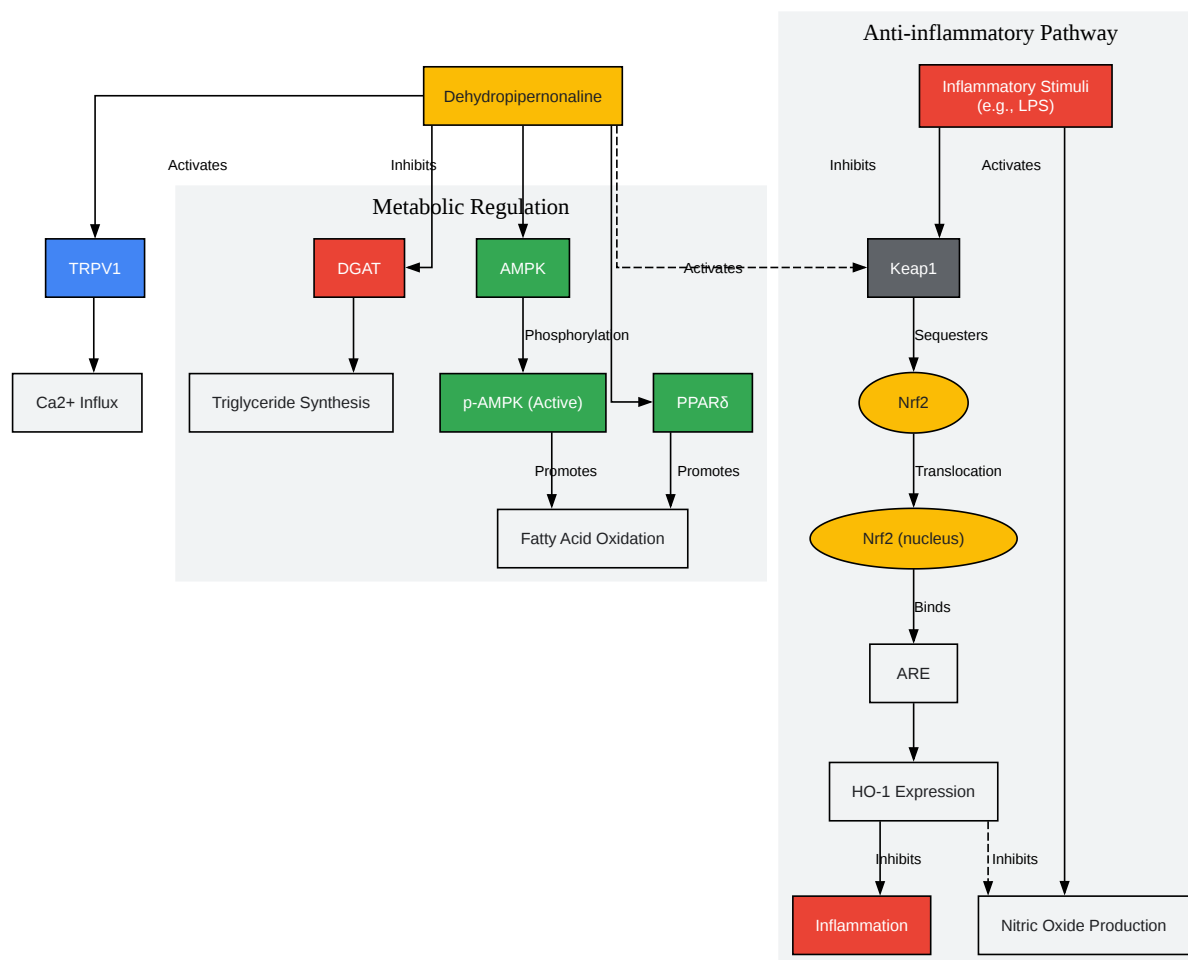 Anti-inflammatory Pathway
Dehydropipernonaline
Inflammatory Stimuli
(e.g., LPS)
Activates
Inhibits
Inhibits
Activates
Metabolic Regulation
TRPV1
DGAT
AMPK
Activates
Keap1
Phosphorylation
Sequesters
Ca2+ Influx
Triglyceride Synthesis
p-AMPK (Active)
PPARδ
Nrf2
Promotes
Promotes
Translocation
Fatty Acid Oxidation
Nrf2 (nucleus)
Binds
ARE
HO-1 Expression
Inhibits
Inhibits
Inflammation
Nitric Oxide Production